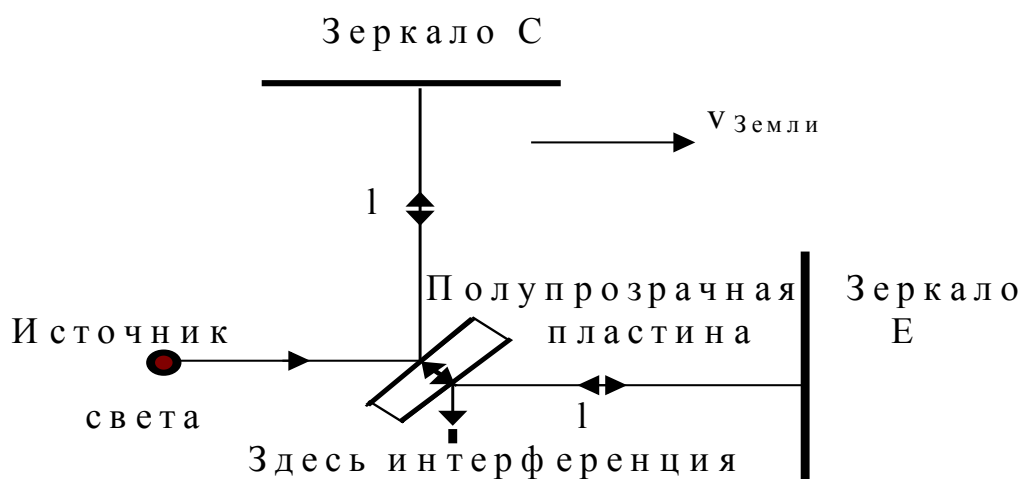 Зеркало С
v Земли
l
Полупрозрачная
пластина
Зеркало
Е
Источник
света
l
Здесь интерференция